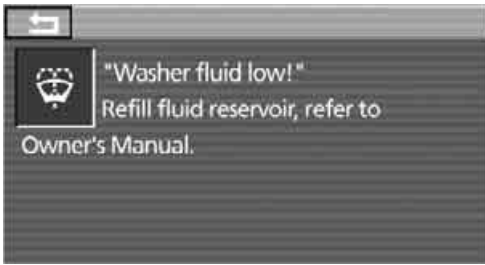 "Washer fluid low!"
Refill fluid reservoir, refer to
Owner's Manual.